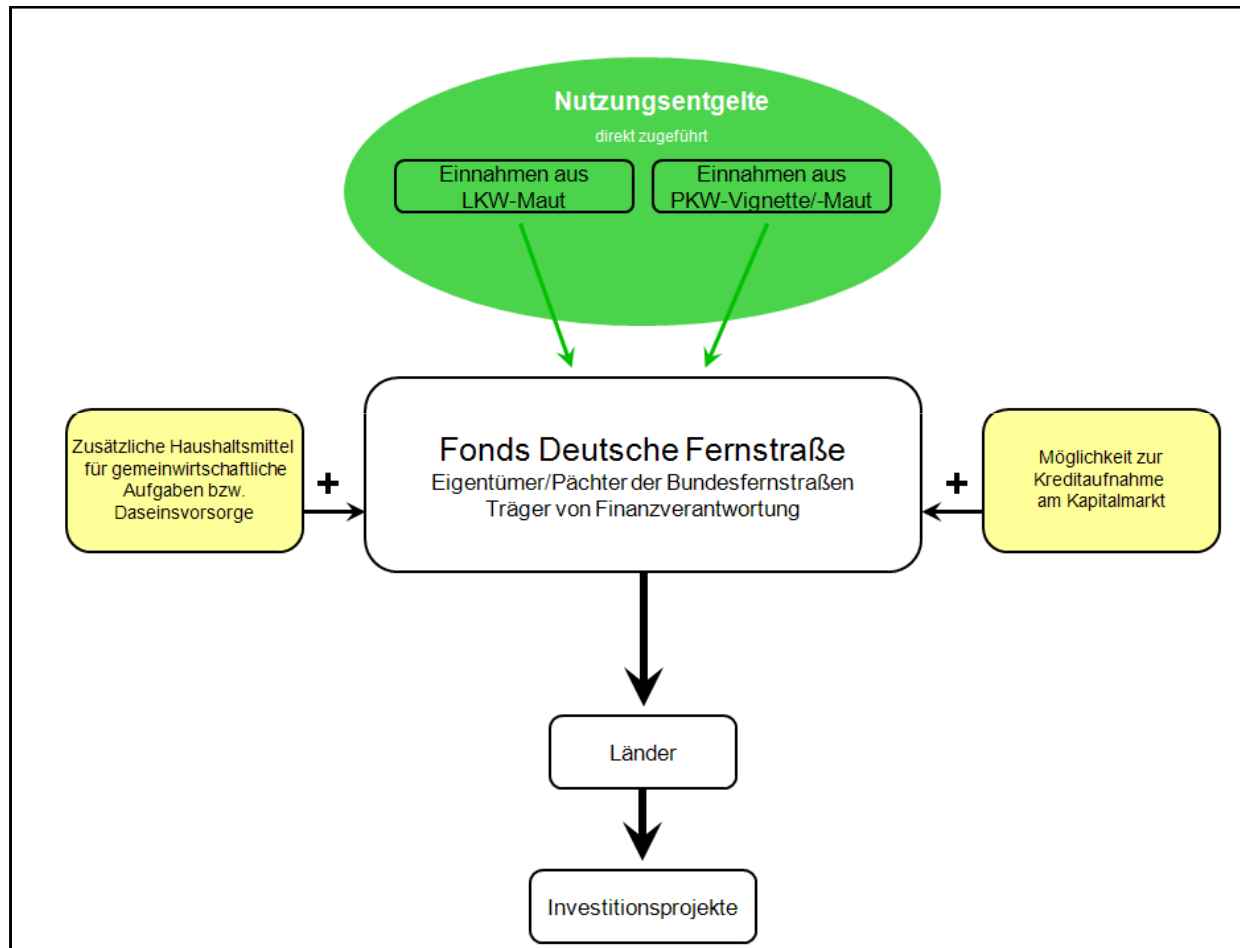 Nutzungsentgelte
direkt zugeführt
Einnahmen aus
LKW-Maut
Einnahmen aus
PKW-Vignette/-Maut
Zusätzliche Haushaltsmittel
für gemeinwirtschaftliche
Aufgaben bzw.
Daseinsvorsorge
+
Fonds Deutsche Fernstraße
Eigentümer/Pächter der Bundesfernstraßen
Träger von Finanzverantwortung
+
Möglichkeit zur
Kreditaufnahme
am Kapitalmarkt
Länder
Investitionsprojekte